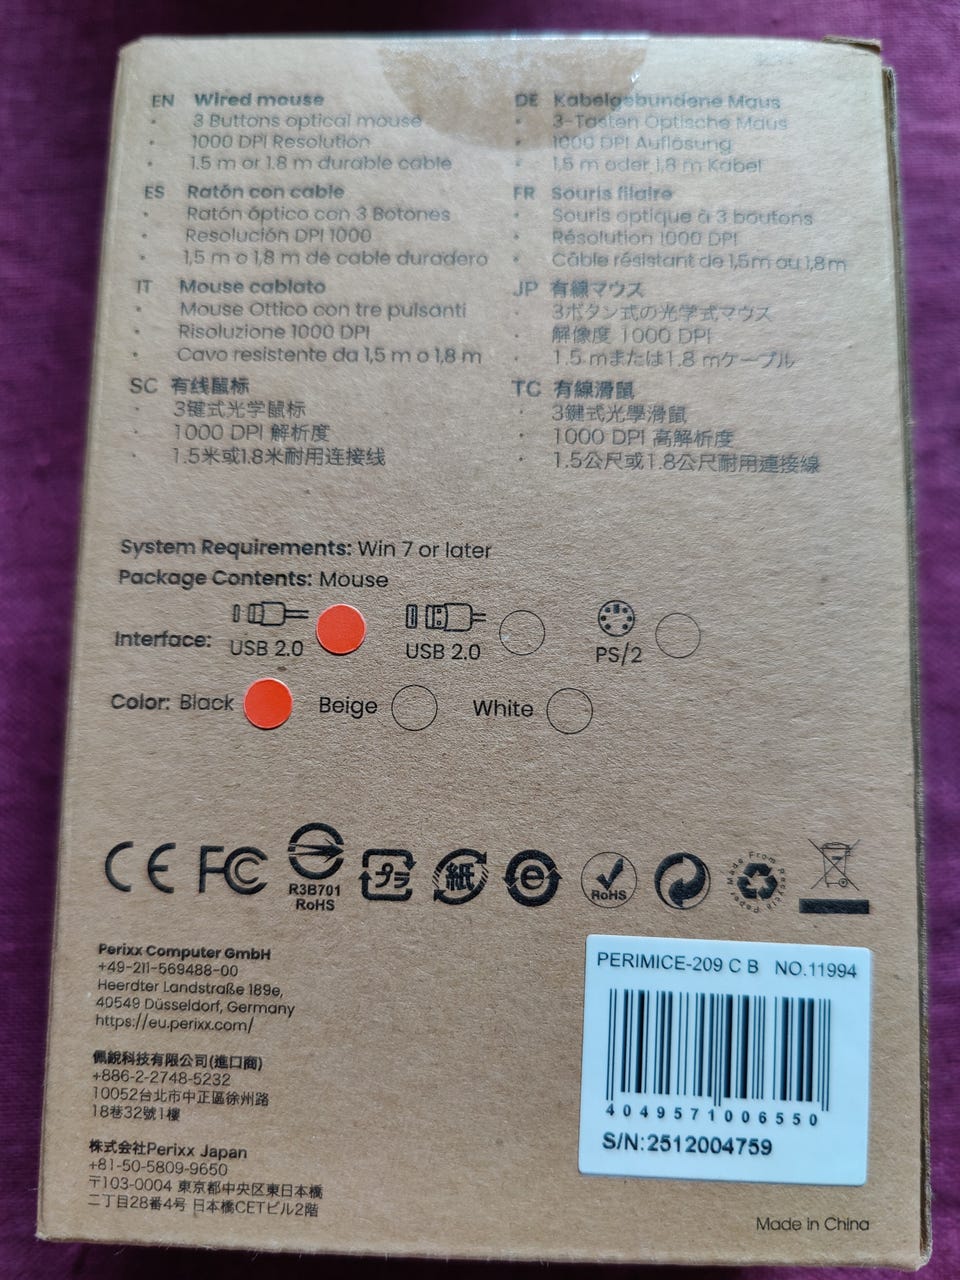 EN Wired mouse
• 3 Buttons optical mouse
• 1000 DPI Resolution
• 1.5 m or 1.8 m durable cable
DE Kabelgebundene Maus
• 3-Tasten Optische Maus
• 1000 DPI Auflösung
• 1,5 m oder 1,8 m Kabel
ES Ratón con cable
• Ratón óptico con 3 Botones
• Resolución DPI 1000
• 1,5 m o 1,8 m de cable duradero
FR Souris filaire
• Souris optique à 3 boutons
• Résolution 1000 DPI
• Câble résistant de 1,5m ou 1,8m
IT Mouse cablato
• Mouse Ottico con tre pulsanti
• Risoluzione 1000 DPI
• Cavo resistente da 1,5 m o 1,8 m
JP 有線マウス
• 3ボタン式の光学式マウス
• 解像度 1000 DPI
• 1.5 mまたは1.8 mケーブル
SC 有线鼠标
• 3键式光学鼠标
• 1000 DPI 解析度
• 1.5米或1.8米耐用连接线
TC 有線滑鼠
• 3鍵式光學滑鼠
• 1000 DPI 高解析度
• 1.5公尺或1.8公尺耐用連接線
System Requirements: Win 7 or later
Package Contents: Mouse
Interface: USB 2.0 USB 2.0 PS/2
Color: Black Beige White
CE FC R3B701 RoHS プラ 紙 e RoHS Made From Recycle Paper
Perixx Computer GmbH
+49-211-569488-00
Heerdter Landstraße 189e,
40549 Düsseldorf, Germany
https://eu.perixx.com/
佩銳科技有限公司(進口商)
+886-2-2748-5232
10052台北市中正區徐州路
18巷32號1樓
株式会社Perixx Japan
+81-50-5809-9650
〒103-0004 東京都中央区東日本橋
二丁目28番4号 日本橋CETビル2階
PERIMICE-209 C B NO.11994
4049571006550
S/N:2512004759
Made in China